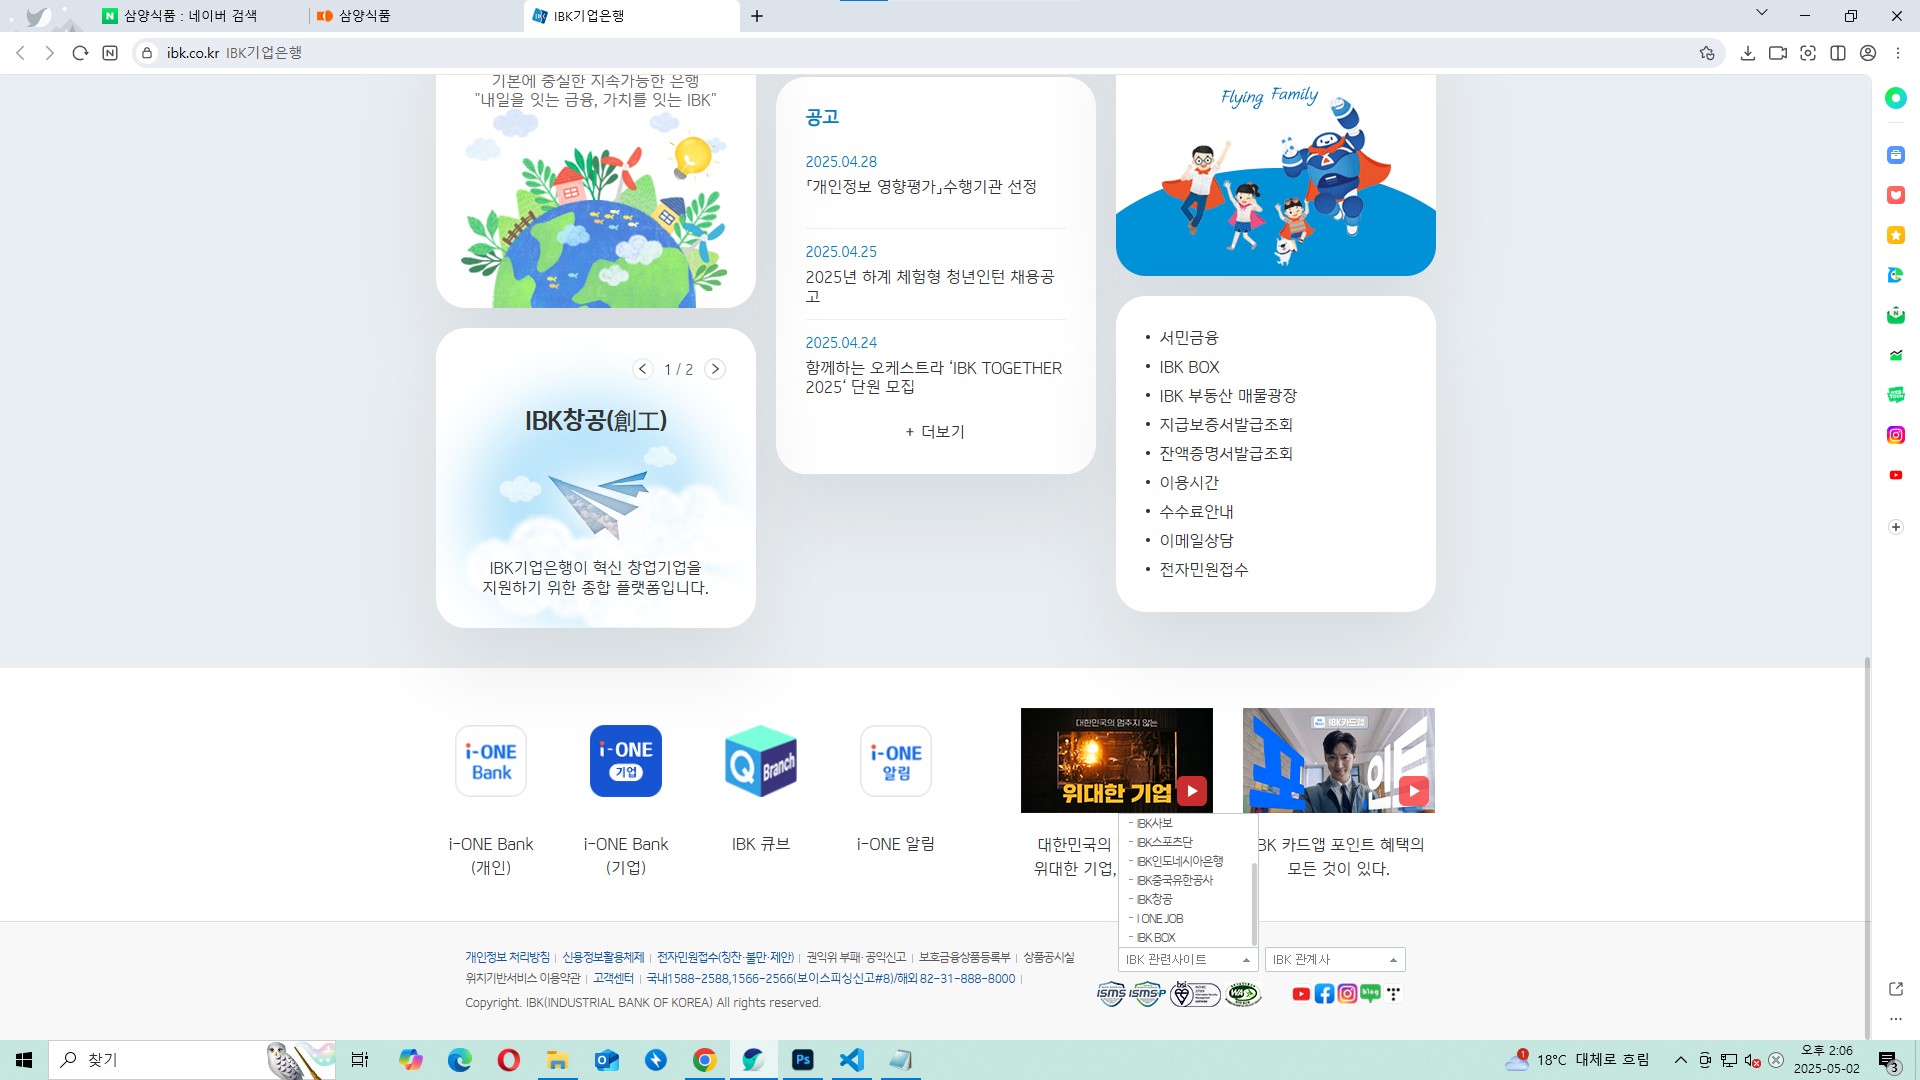 삼양식품 : 네이버 검색
삼양식품
IBK기업은행
ibk.co.kr IBK기업은행
기본에 충실한 지속가능한 은행
"내일을 잇는 금융, 가치를 잇는 IBK"
공고
2025.04.28
「개인정보 영향평가」수행기관 선정
2025.04.25
2025년 하계 체험형 청년인턴 채용공
고
2025.04.24
함께하는 오케스트라 ‘IBK TOGETHER
2025‘ 단원 모집
+ 더보기
Flying Family
1 / 2
IBK창공(創工)
IBK기업은행이 혁신 창업기업을
지원하기 위한 종합 플랫폼입니다.
• 서민금융
• IBK BOX
• IBK 부동산 매물광장
• 지급보증서발급조회
• 잔액증명서발급조회
• 이용시간
• 수수료안내
• 이메일상담
• 전자민원접수
i-ONE
Bank
i-ONE
기업
Q Branch
i-ONE
알림
i-ONE Bank
(개인)
i-ONE Bank
(기업)
IBK 큐브
i-ONE 알림
대한민국의 멈추지 않는
위대한 기업
IBK카드앱
포인트
대한민국의
위대한 기업,
BK 카드앱 포인트 혜택의
모든 것이 있다.
- IBK사보
- IBK스포츠단
- IBK인도네시아은행
- IBK중국유한공사
- IBK창공
- I ONE JOB
- IBK BOX
IBK 관련사이트
IBK 관계사
개인정보 처리방침 | 신용정보활용체제 | 전자민원접수(칭찬·불만·제안) | 권익위 부패·공익신고 | 보호금융상품등록부 | 상품공시실
위치기반서비스 이용약관 | 고객센터 | 국내1588-2588,1566-2566(보이스피싱신고#8)/해외 82-31-888-8000 |
Copyright. IBK(INDUSTRIAL BANK OF KOREA) All rights reserved.
ISMS ISMS-P bsi WA
blog
찾기
Ps
1
18°C 대체로 흐림
오후 2:06
2025-05-02
3